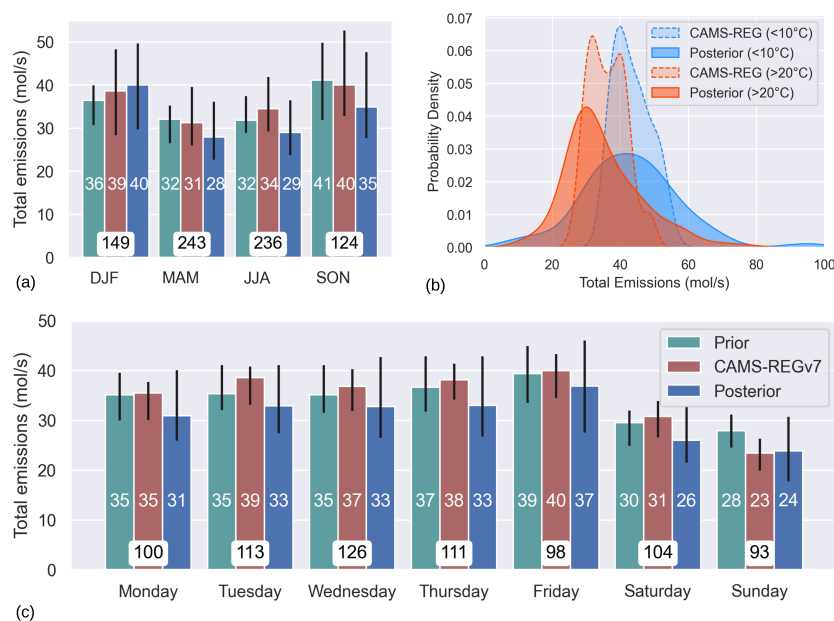 50
40
30
20
10
0
Total emissions (mol/s)
36 39 40 32 31 28 32 34 29 41 40 35
149 243 236 124
DJF MAM JJA SON
(a)
0.07
0.06
0.05
0.04
0.03
0.02
0.01
0.00
Probability Density
CAMS-REG (<10°C)
Posterior (<10°C)
CAMS-REG (>20°C)
Posterior (>20°C)
0 20 40 60 80 100
Total Emissions (mol/s)
(b)
50
40
30
20
10
0
Total emissions (mol/s)
Prior
CAMS-REGv7
Posterior
35 35 31 35 39 33 35 37 33 37 38 33 39 40 37 30 31 26 28 23 24
100 113 126 111 98 104 93
Monday Tuesday Wednesday Thursday Friday Saturday Sunday
(c)